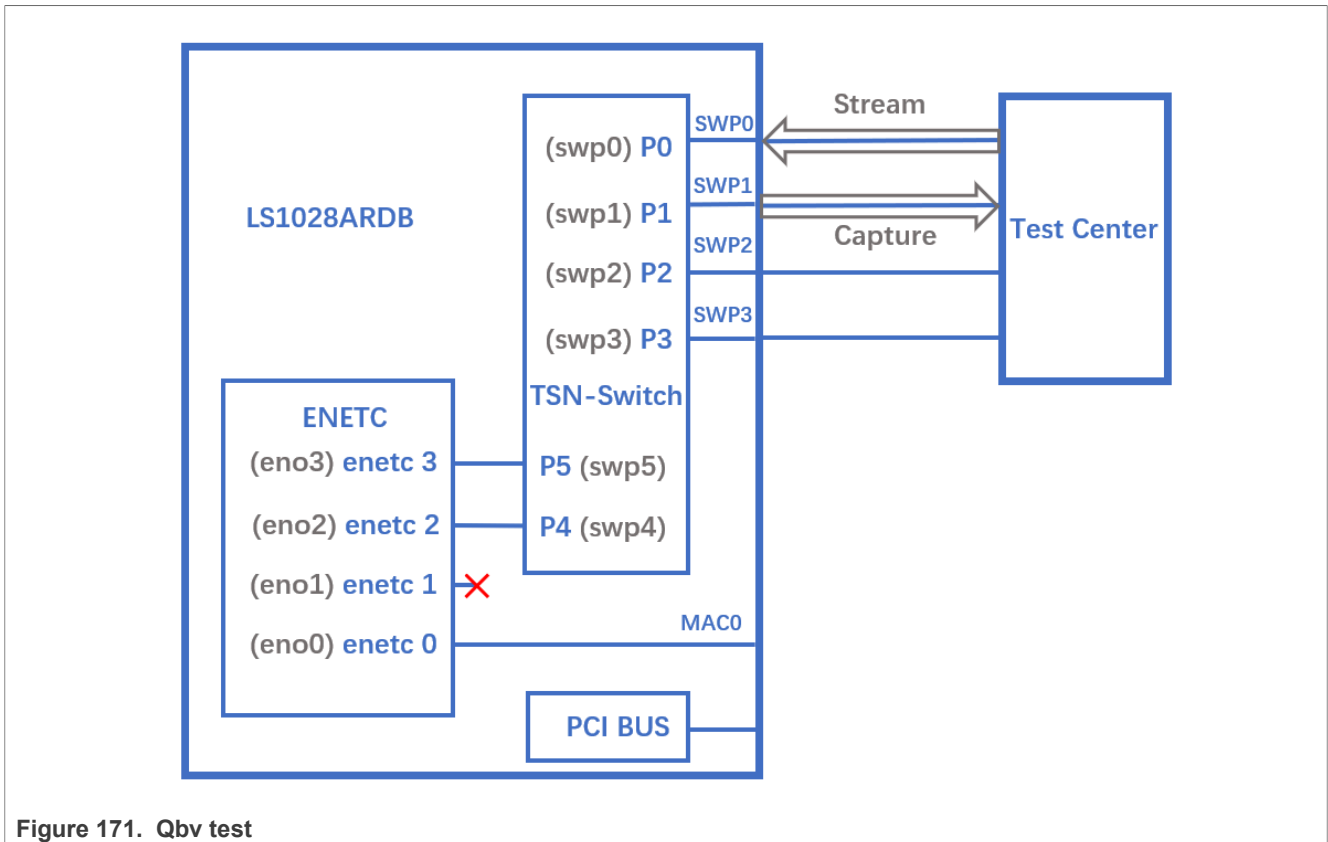 Stream
SWP0
(swp0) P0
SWP1
LS1028ARDB
(swp1) P1
Capture
Test Center
SWP2
(swp2) P2
SWP3
(swp3) P3
TSN-Switch
ENETC
(eno3) enetc 3
P5 (swp5)
(eno2) enetc 2
P4 (swp4)
(eno1) enetc 1
MAC0
(eno0) enetc 0
PCI BUS
Figure 171. Qbv test